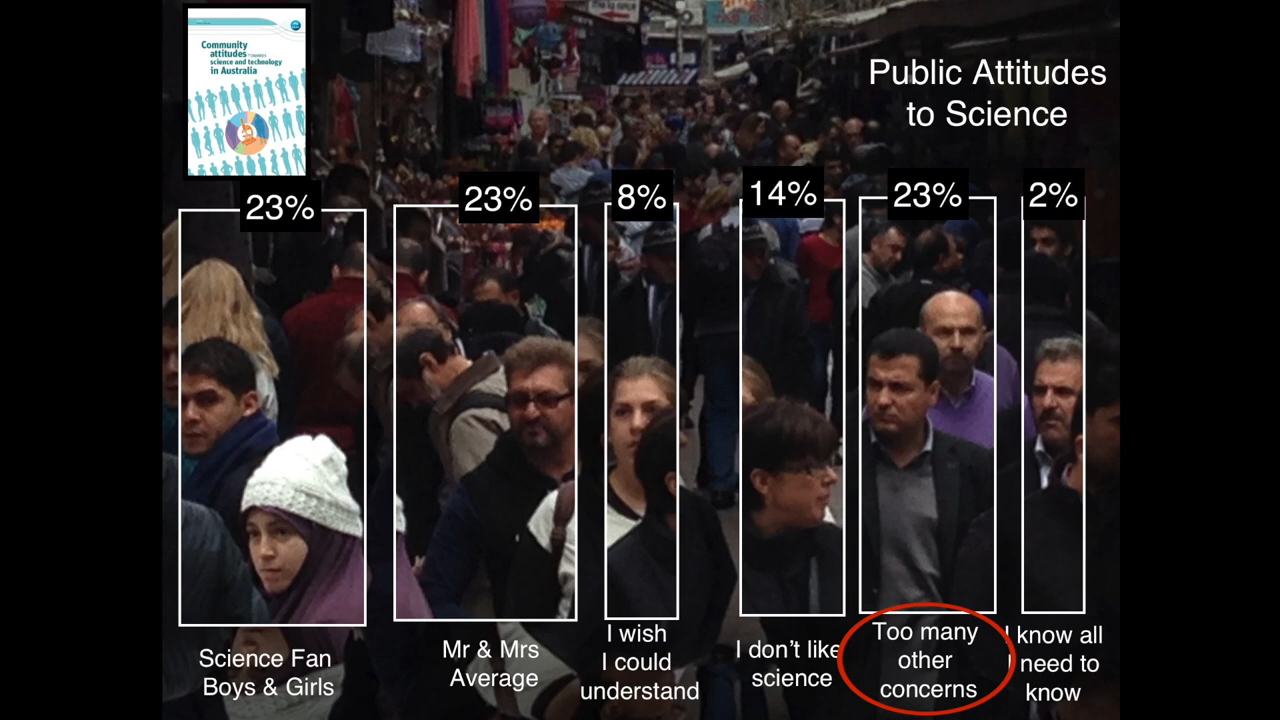 Community
attitudes TOWARDS
science and technology
in Australia
Public Attitudes
to Science
23%
23%
8%
14%
23%
2%
Science Fan
Boys & Girls
Mr & Mrs
Average
I wish
I could
understand
I don’t like
science
Too many
other
concerns
I know all
I need to
know